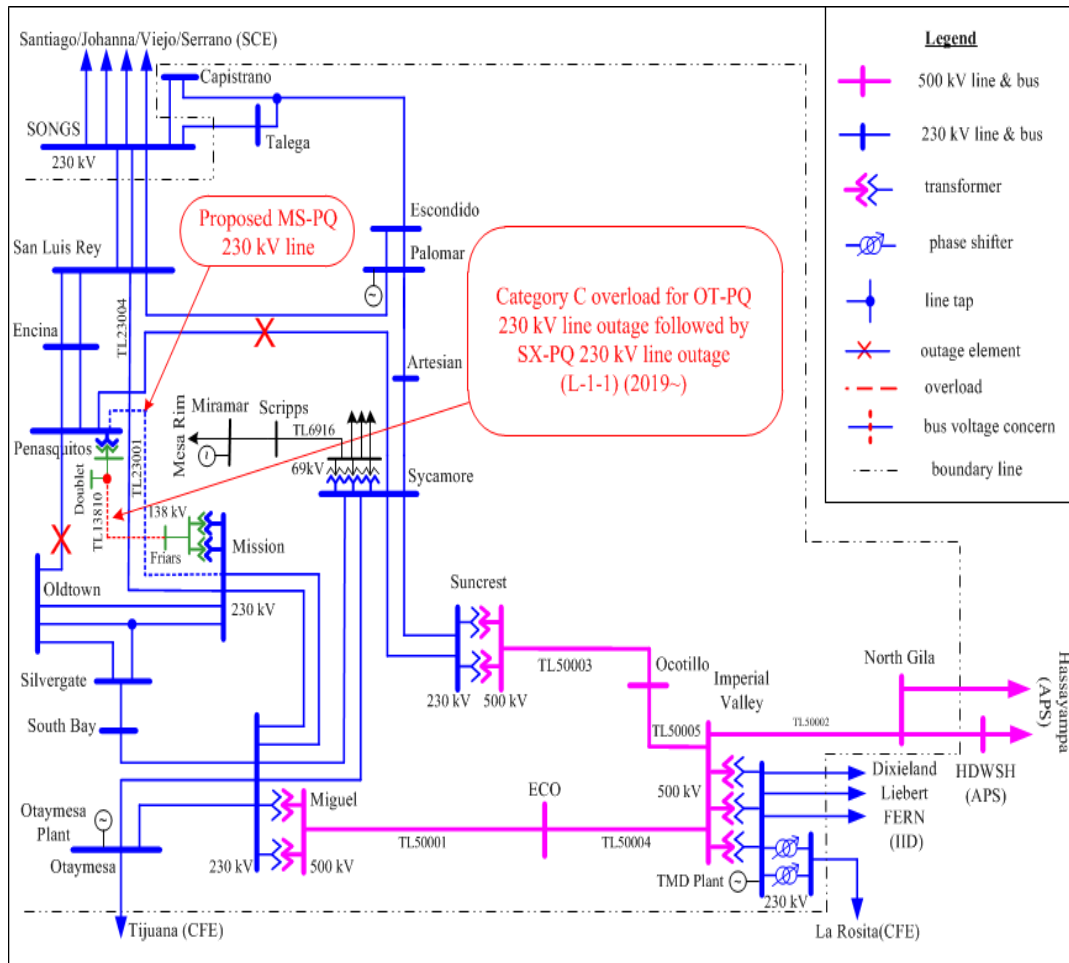 Santiago/Johanna/Viejo/Serrano (SCE)
Capistrano
SONGS
230 kV
Talega
Proposed MS-PQ
230 kV line
Escondido
Palomar
~
San Luis Rey
Category C overload for OT-PQ
230 kV line outage followed by
SX-PQ 230 kV line outage
(L-1-1) (2019~)
Encina
TL23004
Artesian
Miramar
Scripps
TL6916
Mesa Rim
69kV
Penasquitos
Doublet
TL23001
TL13810
Sycamore
138 kV
Friars
Mission
Oldtown
230 kV
Suncrest
Silvergate
TL50003
Ocotillo
Imperial
Valley
North Gila
Hassayampa
(APS)
230 kV
500 kV
South Bay
TL50005
TL50002
Dixieland
HDWSH
(APS)
500 kV
Liebert
FERN
(IID)
Otaymesa
Plant
~
Miguel
ECO
TL50001
TL50004
Otaymesa
230 kV
500 kV
TMD Plant
~
230 kV
Tijuana (CFE)
La Rosita(CFE)
Legend
500 kV line & bus
230 kV line & bus
transformer
phase shifter
line tap
outage element
overload
bus voltage concern
boundary line